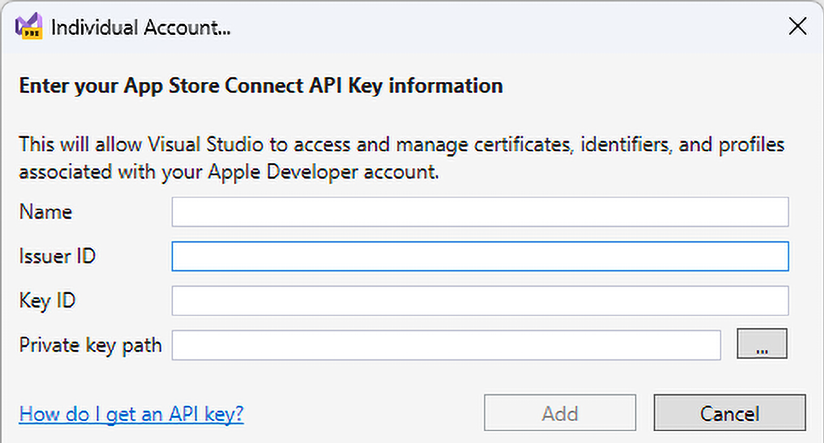 Individual Account...
Enter your App Store Connect API Key information
This will allow Visual Studio to access and manage certificates, identifiers, and profiles
associated with your Apple Developer account.
Name
Issuer ID
Key ID
Private key path
...
How do I get an API key?
Add
Cancel